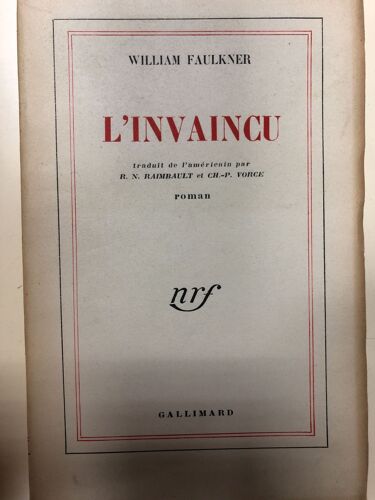 WILLIAM FAULKNER
L'INVAINCU
traduit de l'américain par
R. N. RAIMBAULT et CH.-P. VORCE
roman
nrf
GALLIMARD